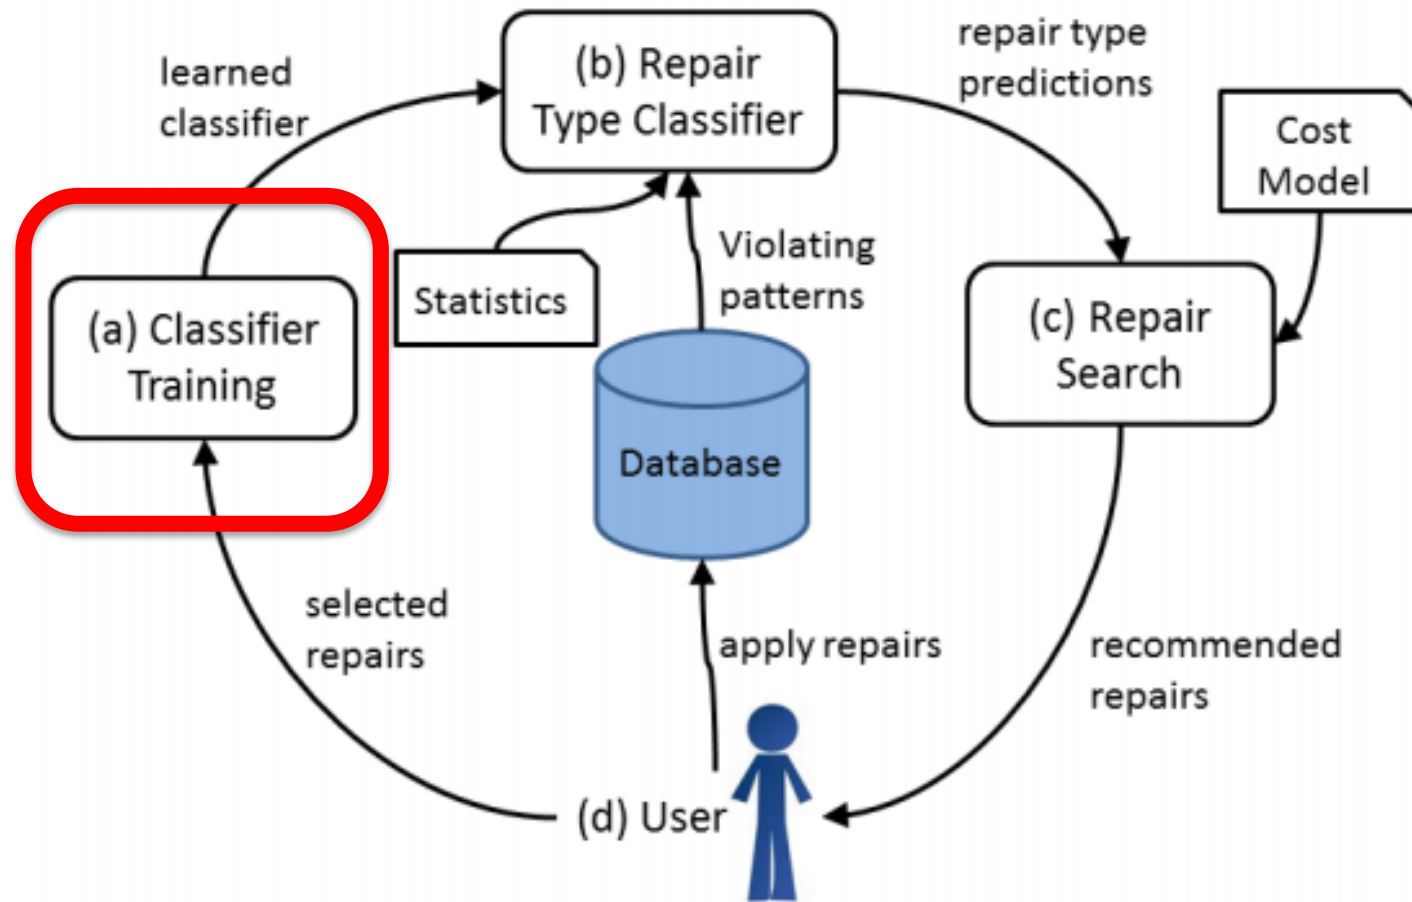 learned
classifier
(b) Repair
Type Classifier
repair type
predictions
Cost
Model
(a) Classifier
Training
Statistics
Violating
patterns
(c) Repair
Search
Database
selected
repairs
apply repairs
recommended
repairs
(d) User